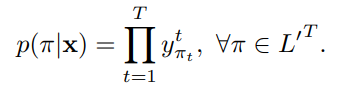 p(π|x) = ∏_{t=1}^{T} y^t_{π_t}, ∀π ∈ L'^T.